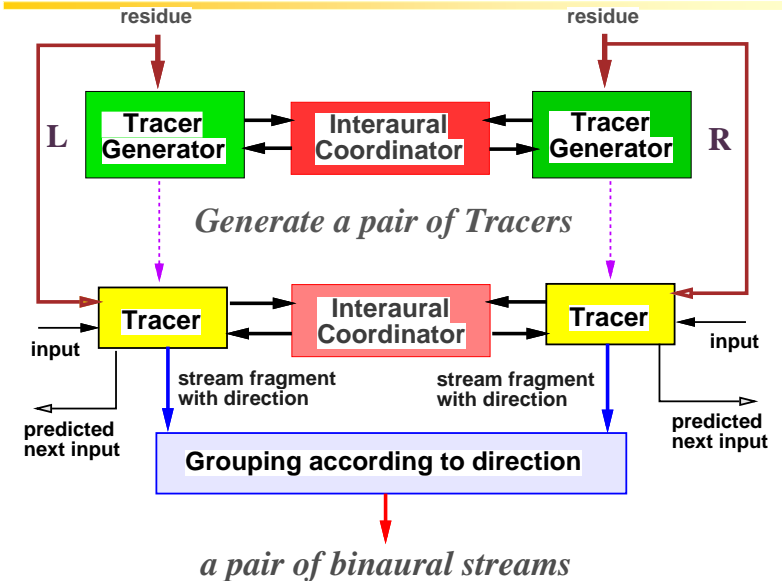 residue
residue
L
Tracer
Generator
Interaural
Coordinator
Tracer
Generator
R
Generate a pair of Tracers
Tracer
Interaural
Coordinator
Tracer
input
input
stream fragment
with direction
stream fragment
with direction
predicted
next input
predicted
next input
Grouping according to direction
a pair of binaural streams